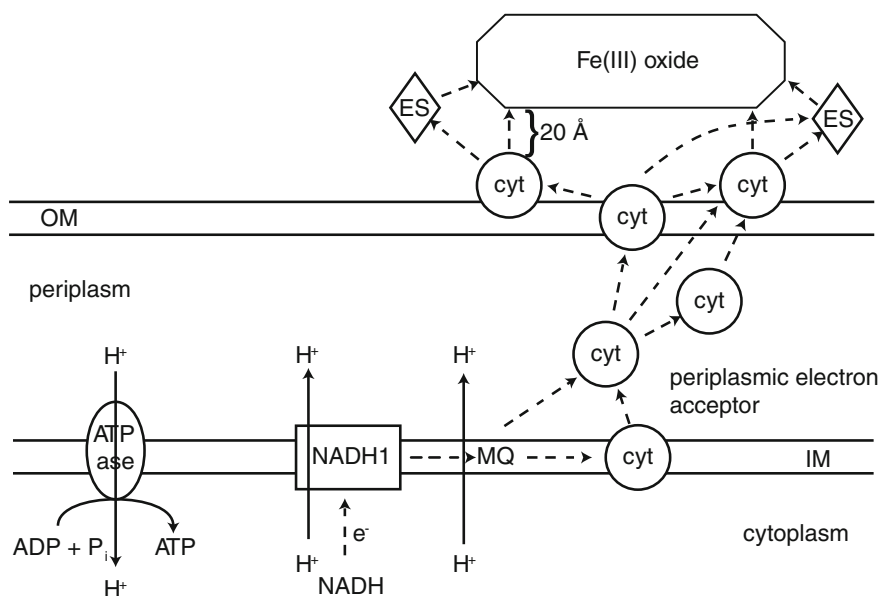 Fe(III) oxide
ES
ES
20 Å
cyt
cyt
cyt
OM
periplasm
cyt
cyt
H⁺
H⁺
H⁺
periplasmic electron
acceptor
ATP
ase
NADH1
MQ
cyt
IM
ADP + Pᵢ
ATP
e⁻
cytoplasm
H⁺
H⁺
H⁺
NADH